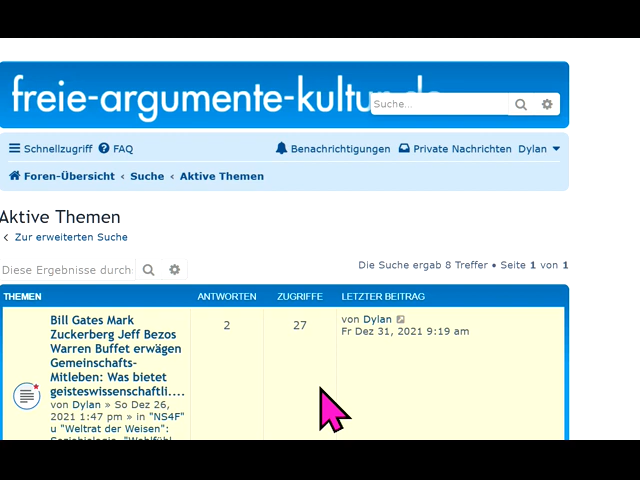 freie-argumente-kultur.de
Suche...
Schnellzugriff FAQ Benachrichtigungen Private Nachrichten Dylan
Foren-Übersicht ‹ Suche ‹ Aktive Themen
Aktive Themen
Zur erweiterten Suche
Diese Ergebnisse durch
Die Suche ergab 8 Treffer • Seite 1 von 1
THEMEN ANTWORTEN ZUGRIFFE LETZTER BEITRAG
Bill Gates Mark
Zuckerberg Jeff Bezos
Warren Buffet erwägen
Gemeinschafts-
Mitleben: Was bietet
geisteswissenschaftli....
von Dylan » So Dez 26,
2021 1:47 pm » in "NS4F"
u "Weltrat der Weisen":
Soziobiologie, "Wohlfühl
2
27
von Dylan
Fr Dez 31, 2021 9:19 am